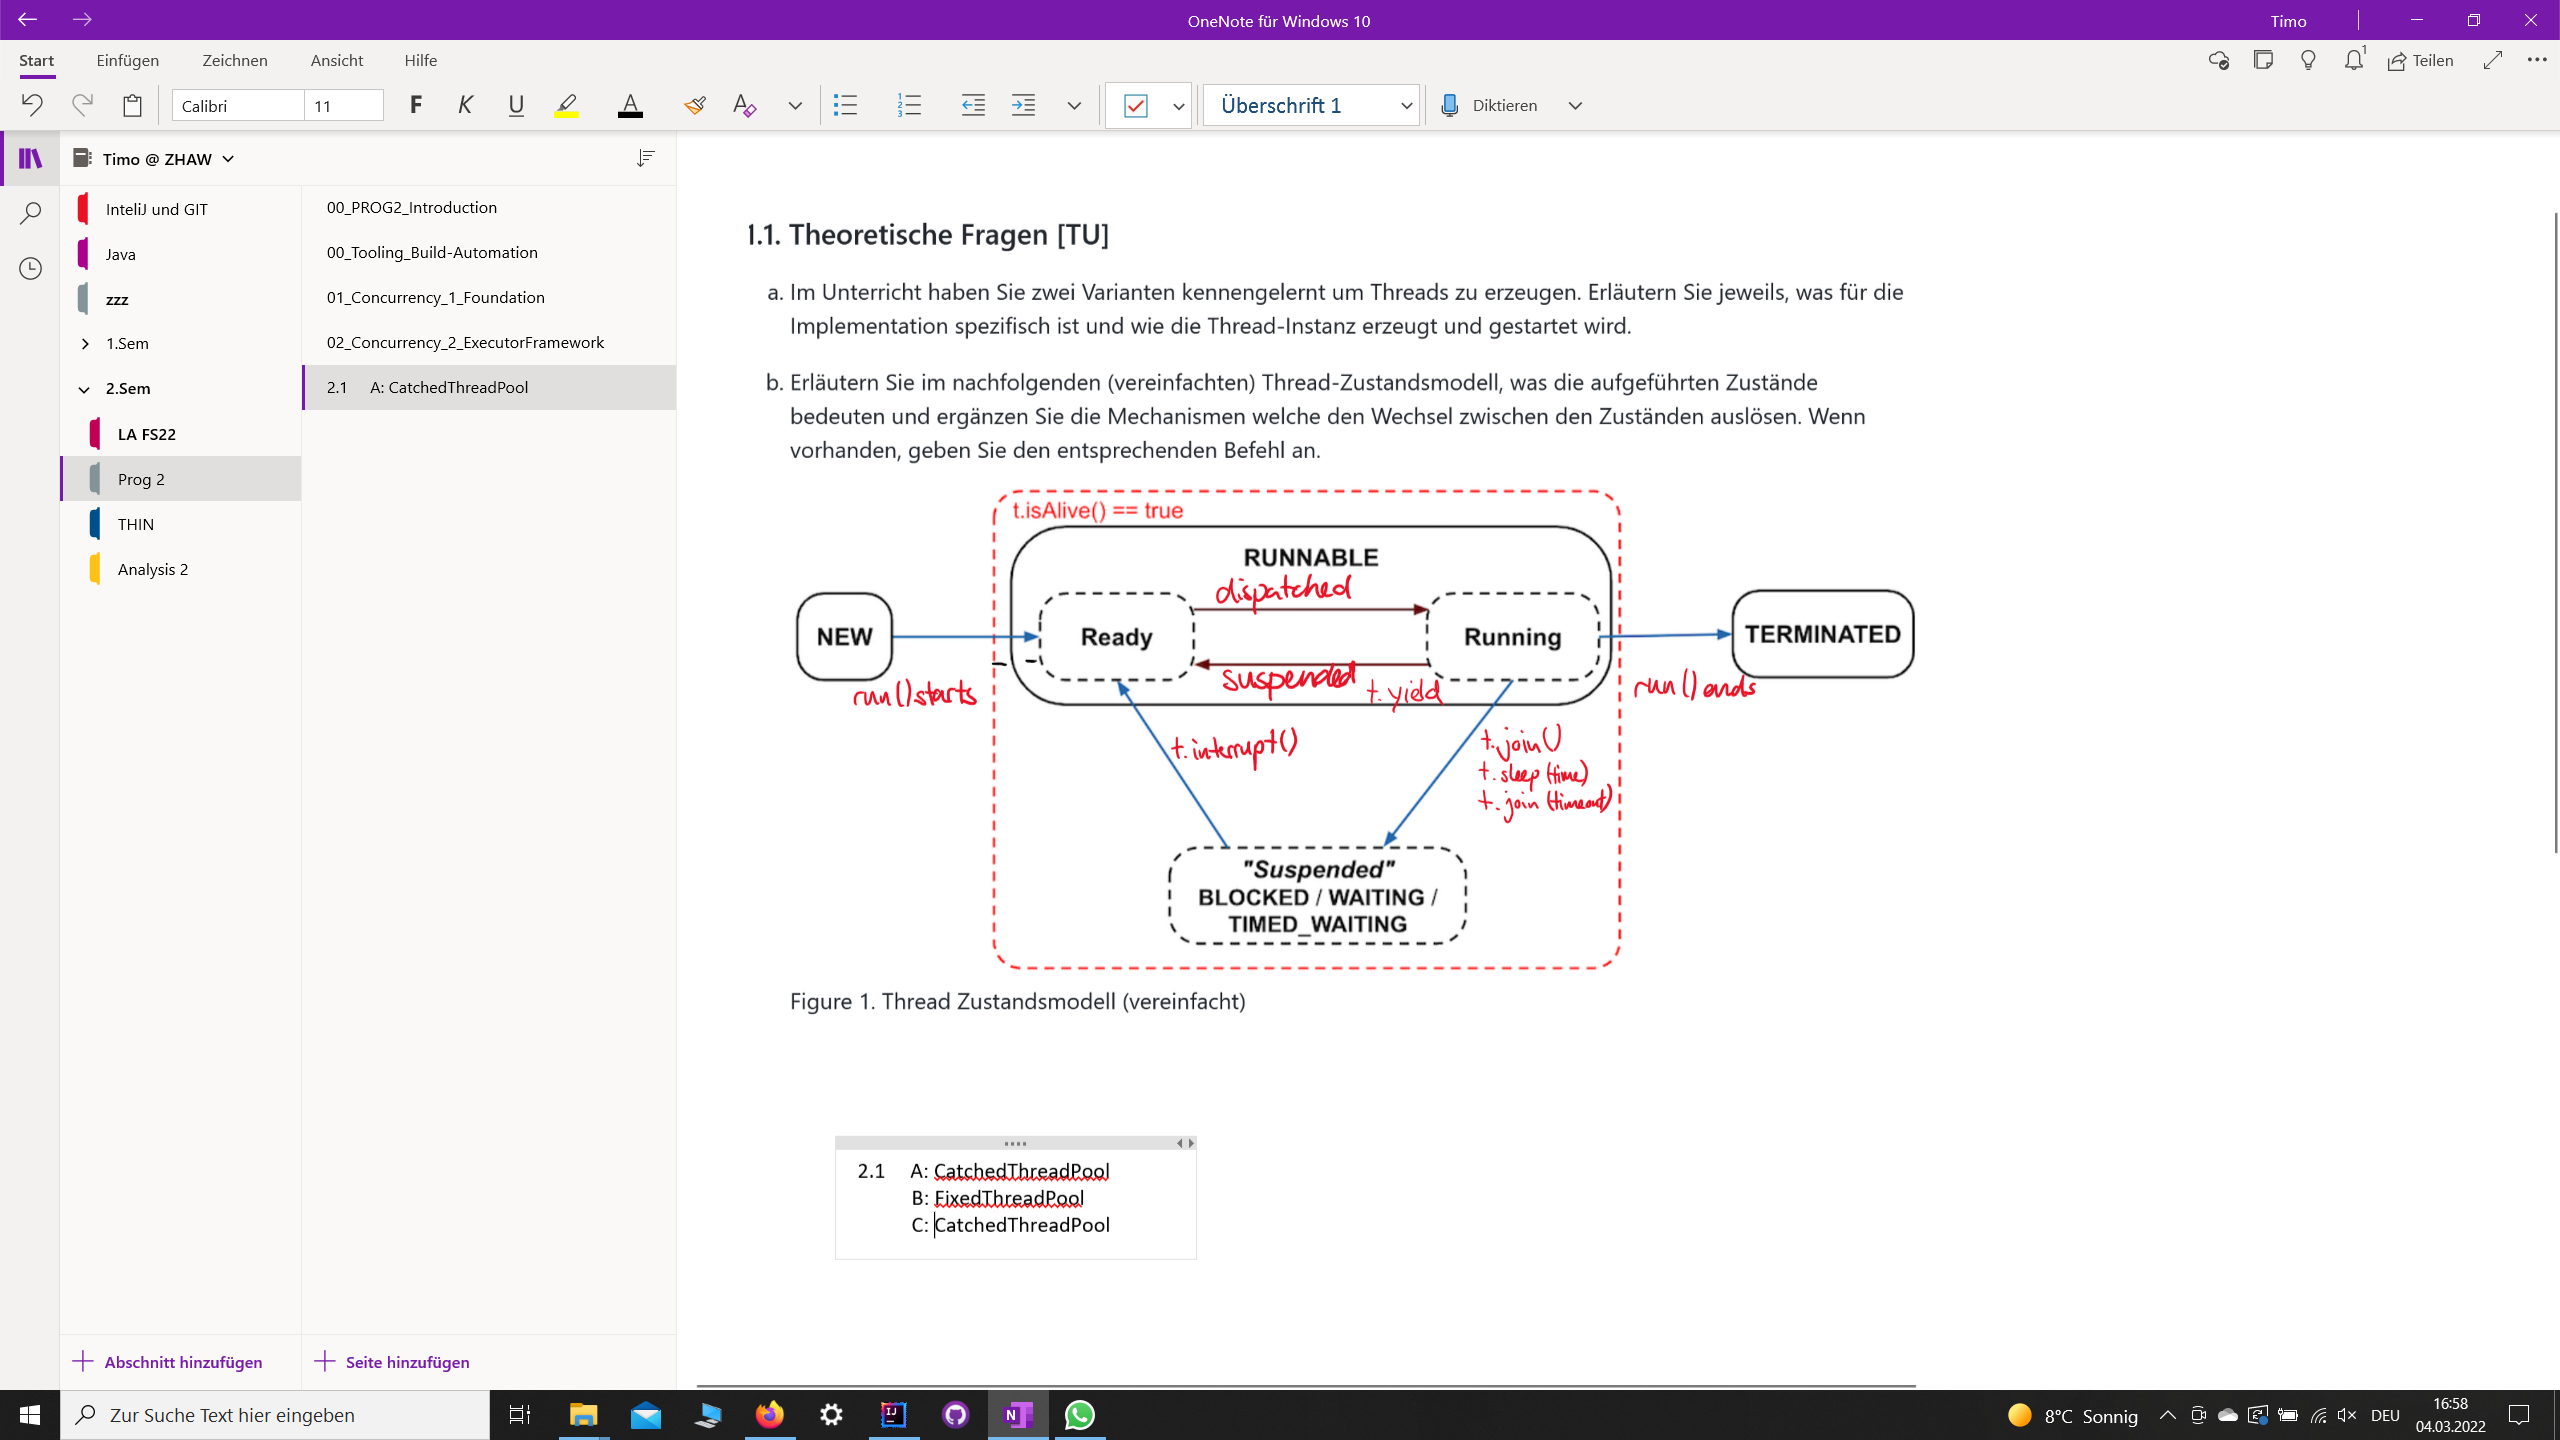 OneNote für Windows 10
Timo
Start Einfügen Zeichnen Ansicht Hilfe
1
Teilen
Calibri 11 F K U A A Überschrift 1 Diktieren
Timo @ ZHAW
InteliJ und GIT
Java
zzz
1.Sem
2.Sem
LA FS22
Prog 2
THIN
Analysis 2
Abschnitt hinzufügen
00_PROG2_Introduction
00_Tooling_Build-Automation
01_Concurrency_1_Foundation
02_Concurrency_2_ExecutorFramework
2.1 A: CatchedThreadPool
Seite hinzufügen
1.1. Theoretische Fragen [TU]
a. Im Unterricht haben Sie zwei Varianten kennengelernt um Threads zu erzeugen. Erläutern Sie jeweils, was für die
Implementation spezifisch ist und wie die Thread-Instanz erzeugt und gestartet wird.
b. Erläutern Sie im nachfolgenden (vereinfachten) Thread-Zustandsmodell, was die aufgeführten Zustände
bedeuten und ergänzen Sie die Mechanismen welche den Wechsel zwischen den Zuständen auslösen. Wenn
vorhanden, geben Sie den entsprechenden Befehl an.
t.isAlive() == true
RUNNABLE
dispatched
NEW Ready Running TERMINATED
suspended t.yield
run() starts
run() ends
t.interrupt()
t.join()
t.sleep (time)
t.join (timeout)
"Suspended"
BLOCKED / WAITING /
TIMED_WAITING
Figure 1. Thread Zustandsmodell (vereinfacht)
2.1 A: CatchedThreadPool
B: FixedThreadPool
C: CatchedThreadPool
Zur Suche Text hier eingeben
IJ
N
8°C Sonnig
DEU
16:58
04.03.2022